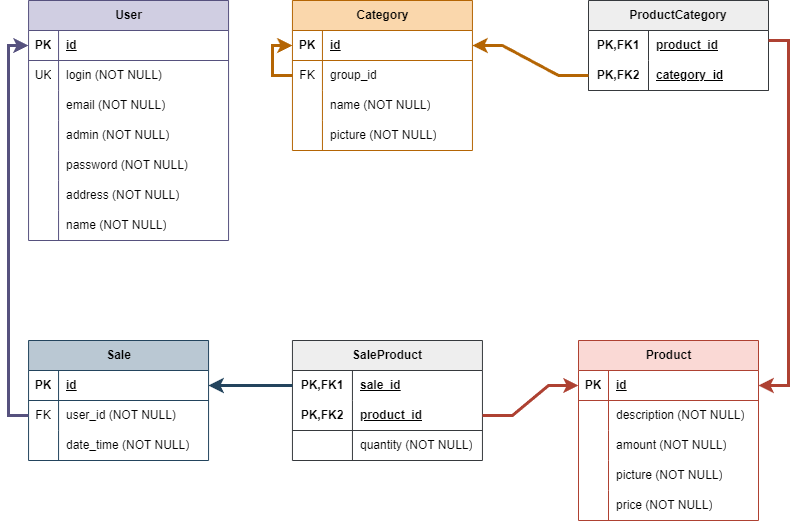 User
PK id
UK login (NOT NULL)
email (NOT NULL)
admin (NOT NULL)
password (NOT NULL)
address (NOT NULL)
name (NOT NULL)
Category
PK id
FK group_id
name (NOT NULL)
picture (NOT NULL)
ProductCategory
PK,FK1 product_id
PK,FK2 category_id
Sale
PK id
FK user_id (NOT NULL)
date_time (NOT NULL)
SaleProduct
PK,FK1 sale_id
PK,FK2 product_id
quantity (NOT NULL)
Product
PK id
description (NOT NULL)
amount (NOT NULL)
picture (NOT NULL)
price (NOT NULL)